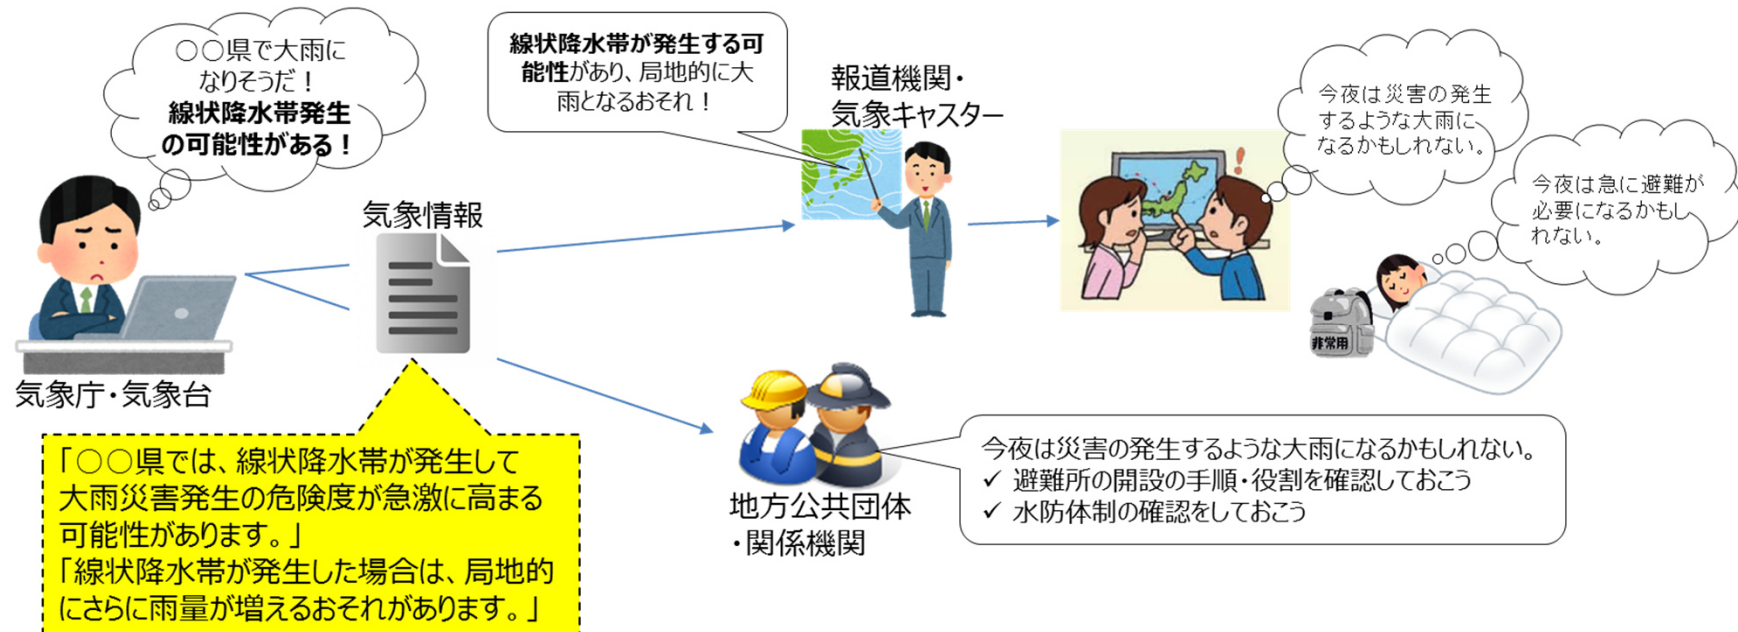 ○○県で大雨に
なりそうだ！
線状降水帯発生
の可能性がある！
線状降水帯が発生する可
能性があり、局地的に大
雨となるおそれ！
報道機関・
気象キャスター
今夜は災害の発生
するような大雨に
なるかもしれない。
今夜は急に避難が
必要になるかもし
れない。
気象情報
非常用
気象庁・気象台
「○○県では、線状降水帯が発生して
大雨災害発生の危険度が急激に高まる
可能性があります。」
「線状降水帯が発生した場合は、局地的
にさらに雨量が増えるおそれがあります。」
地方公共団体
・関係機関
今夜は災害の発生するような大雨になるかもしれない。
✓ 避難所の開設の手順・役割を確認しておこう
✓ 水防体制の確認をしておこう